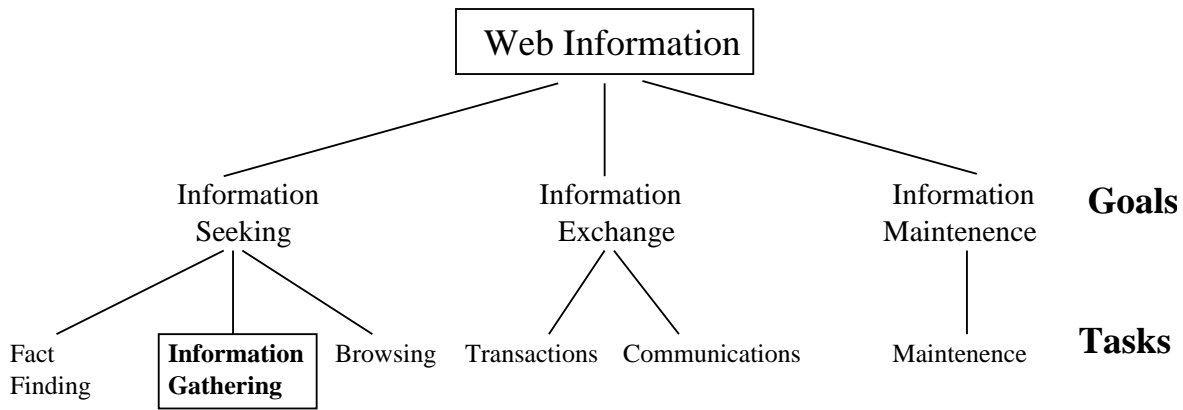 Web Information
Information
Seeking
Information
Exchange
Information
Maintenence
Goals
Fact
Finding
Information
Gathering
Browsing
Transactions
Communications
Maintenence
Tasks